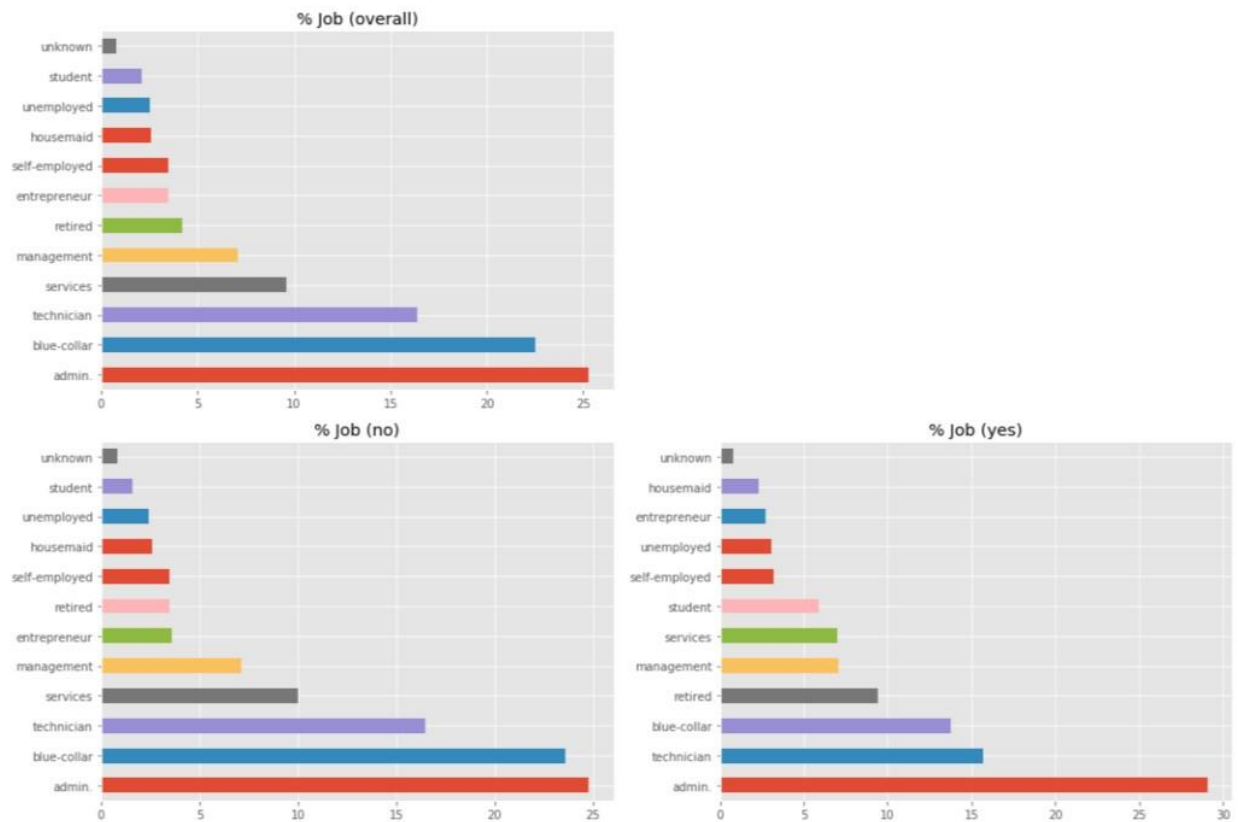 % Job (overall)
unknown
student
unemployed
housemaid
self-employed
entrepreneur
retired
management
services
technician
blue-collar
admin.
0 5 10 15 20 25
% Job (no)
unknown
student
unemployed
housemaid
self-employed
retired
entrepreneur
management
services
technician
blue-collar
admin.
0 5 10 15 20 25
% Job (yes)
unknown
housemaid
entrepreneur
unemployed
self-employed
student
services
management
retired
blue-collar
technician
admin.
0 5 10 15 20 25 30